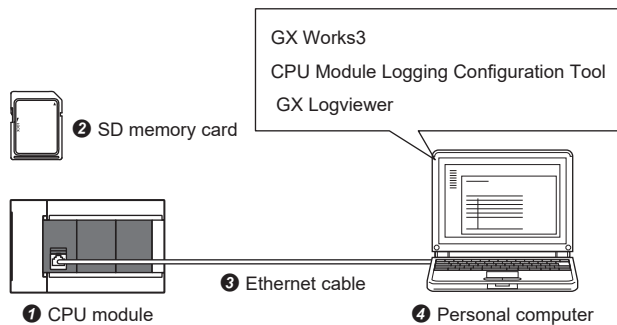 GX Works3
CPU Module Logging Configuration Tool
GX Logviewer
❷ SD memory card
❸ Ethernet cable
❶ CPU module
❹ Personal computer